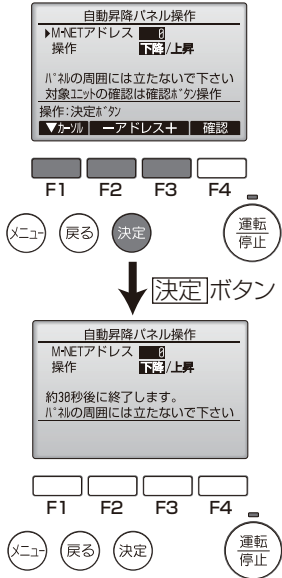 自動昇降パネル操作
▶M-NETアドレス 0
操作 下降/上昇
パネルの周囲には立たないで下さい
対象ユニットの確認は確認ボタン操作
操作:決定ボタン
▼カーソル ーアドレス+ 確認
F1 F2 F3 F4
メニュー 戻る 決定 運転
停止
決定ボタン
自動昇降パネル操作
M-NETアドレス 0
操作 下降/上昇
約30秒後に終了します。
パネルの周囲には立たないで下さい
F1 F2 F3 F4
メニュー 戻る 決定 運転
停止